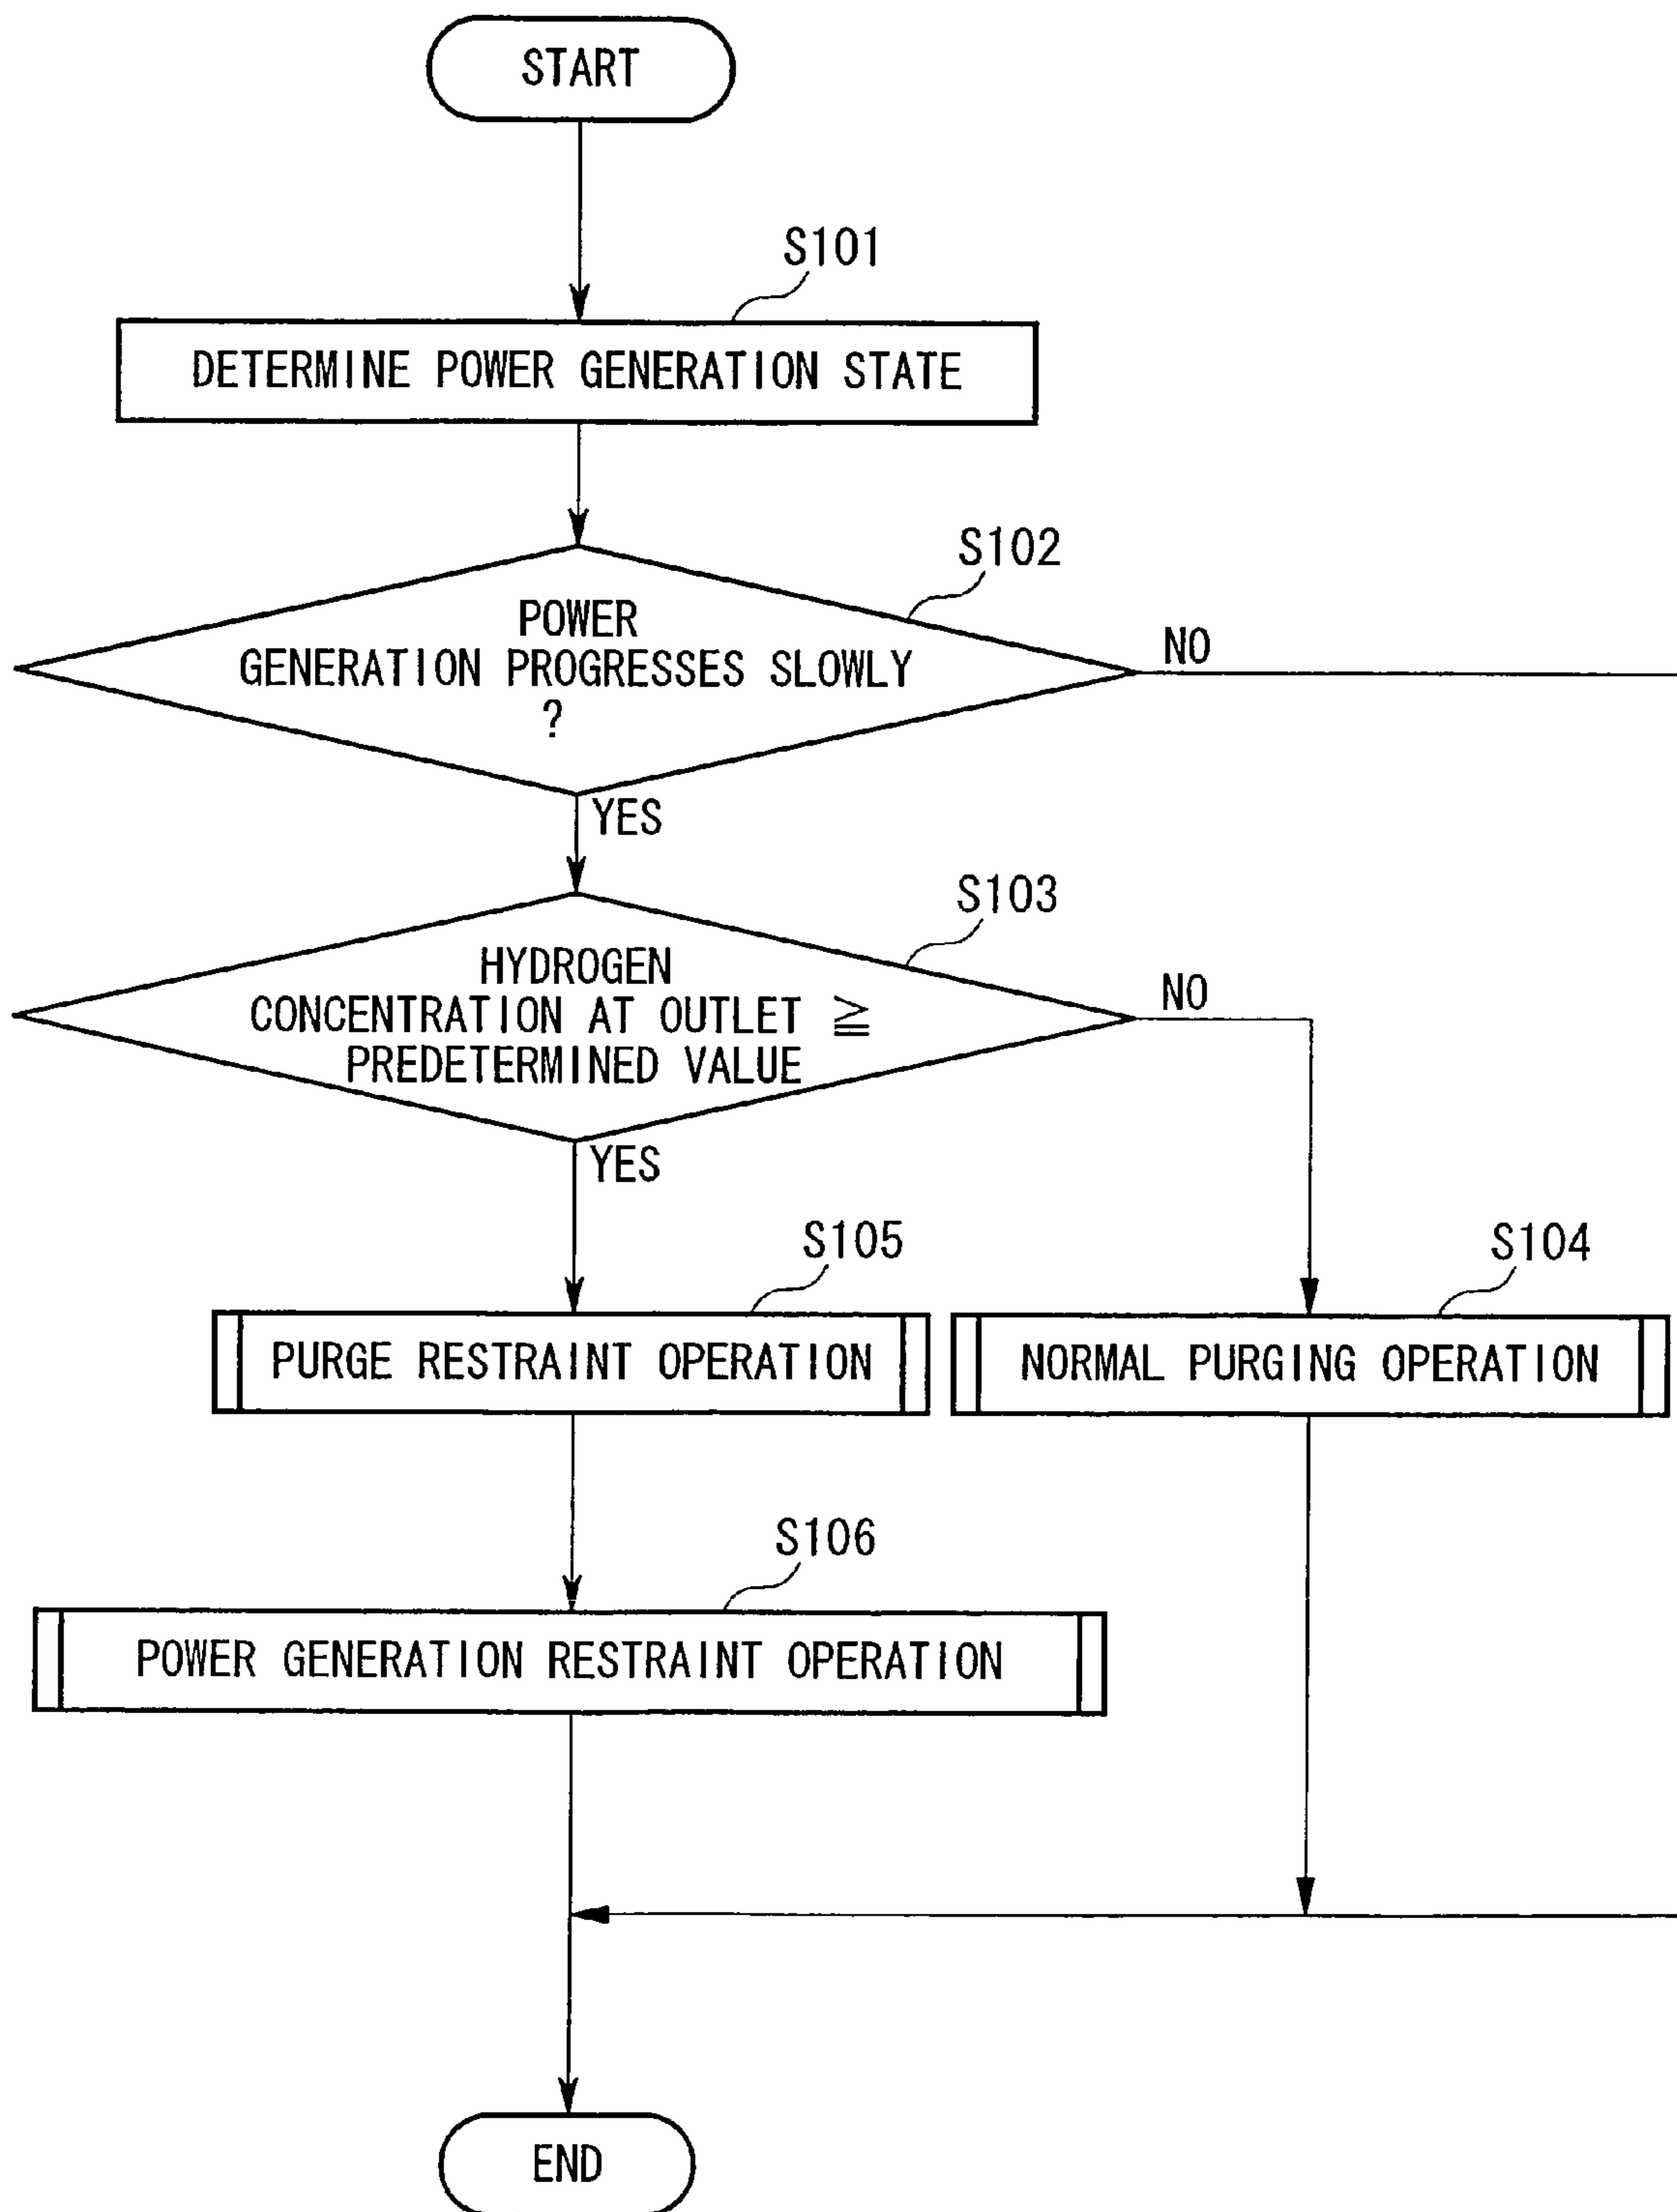 START
S101
DETERMINE POWER GENERATION STATE
S102
POWER
GENERATION PROGRESSES SLOWLY
?
NO
YES
S103
HYDROGEN
CONCENTRATION AT OUTLET ≧
PREDETERMINED VALUE
NO
YES
S105
PURGE RESTRAINT OPERATION
S104
NORMAL PURGING OPERATION
S106
POWER GENERATION RESTRAINT OPERATION
END